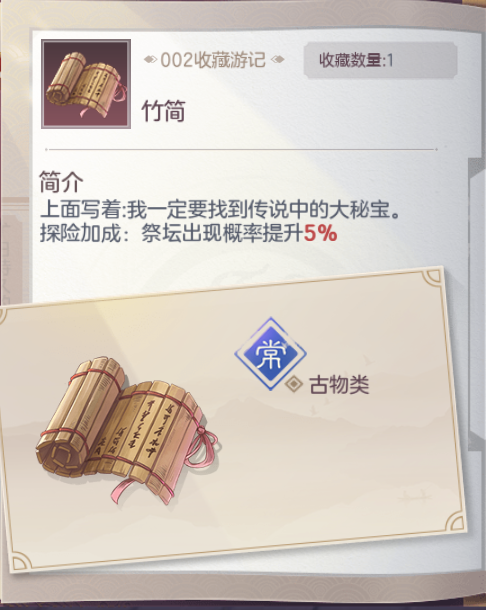 002收藏游记
收藏数量:1
竹简
简介
上面写着:我一定要找到传说中的大秘宝。
探险加成：祭坛出现概率提升5%
常
古物类